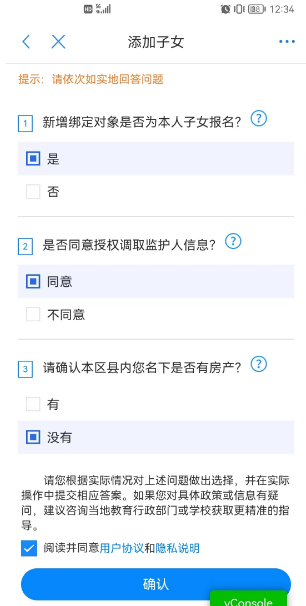 HD 5G 88 12:34
添加子女
提示：请依次如实地回答问题
1 新增绑定对象是否为本人子女报名？ ?
是
否
2 是否同意授权调取监护人信息？ ?
同意
不同意
3 请确认本区县内您名下是否有房产？ ?
有
没有
请您根据实际情况对上述问题做出选择，并在实际
操作中提交相应答案。如果您对具体政策或信息有疑
问，建议咨询当地教育行政部门或学校获取更精准的指
导。
阅读并同意用户协议和隐私说明
确认
vConsole